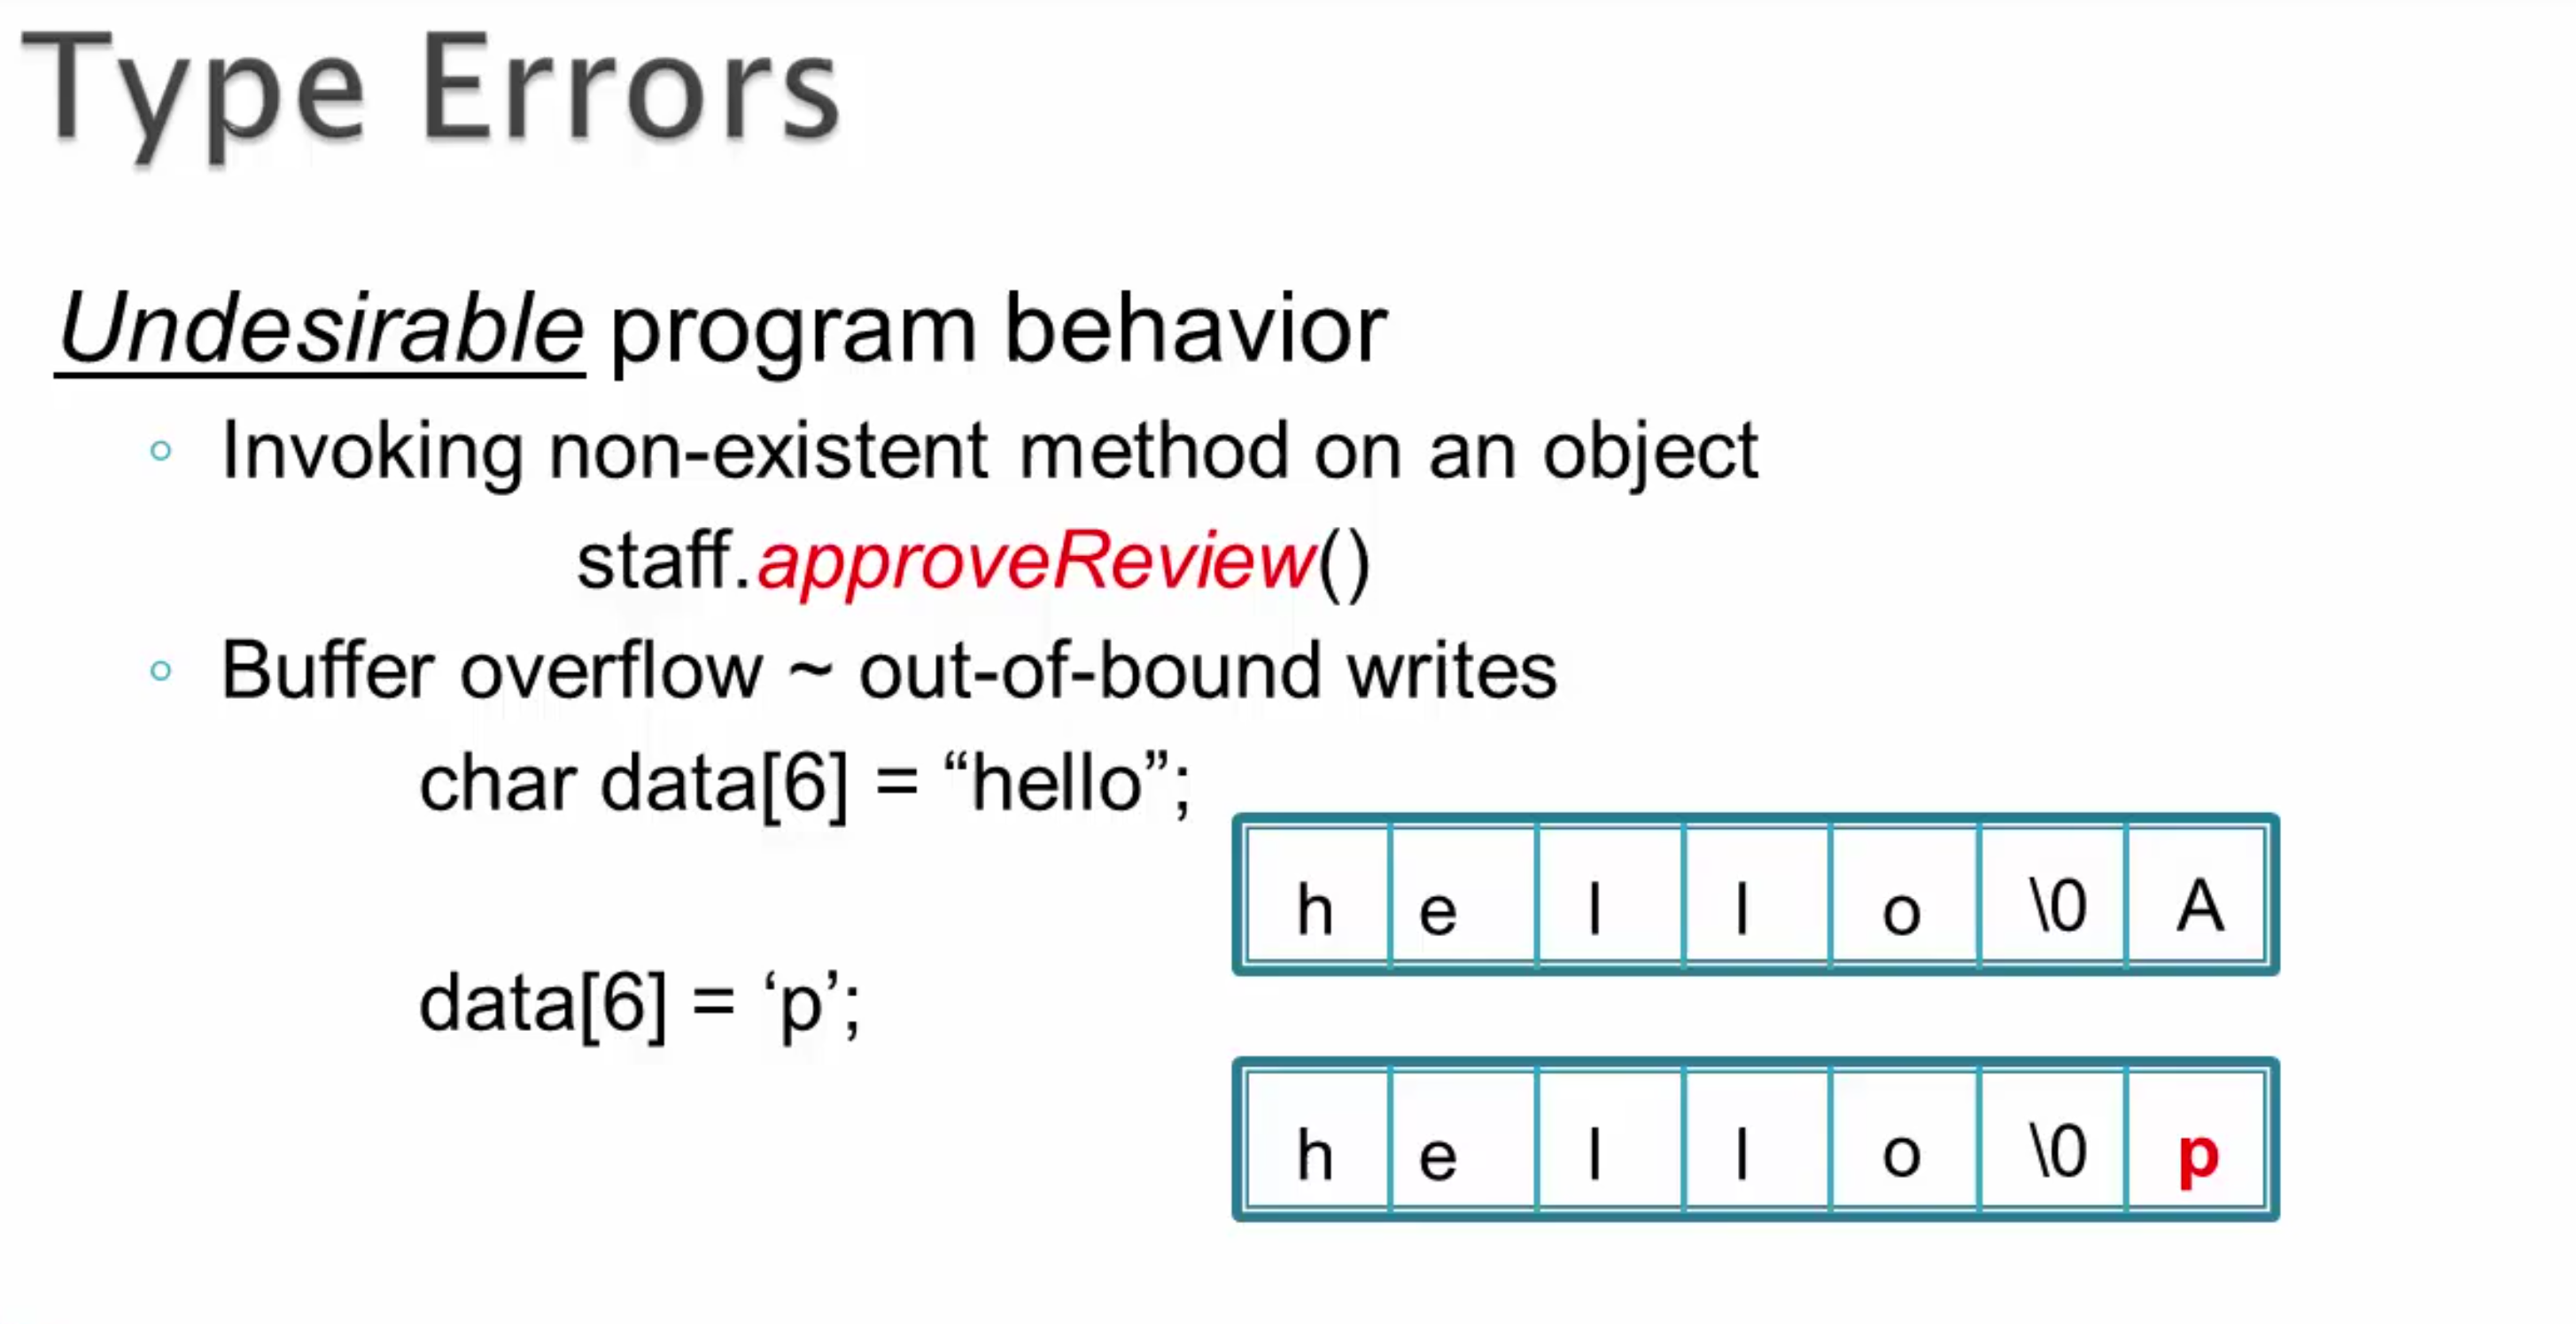 Type Errors
Undesirable program behavior
Invoking non-existent method on an object
staff.approveReview()
Buffer overflow ~ out-of-bound writes
char data[6] = “hello”;
h e l l o \0 A
data[6] = ‘p’;
h e l l o \0 p